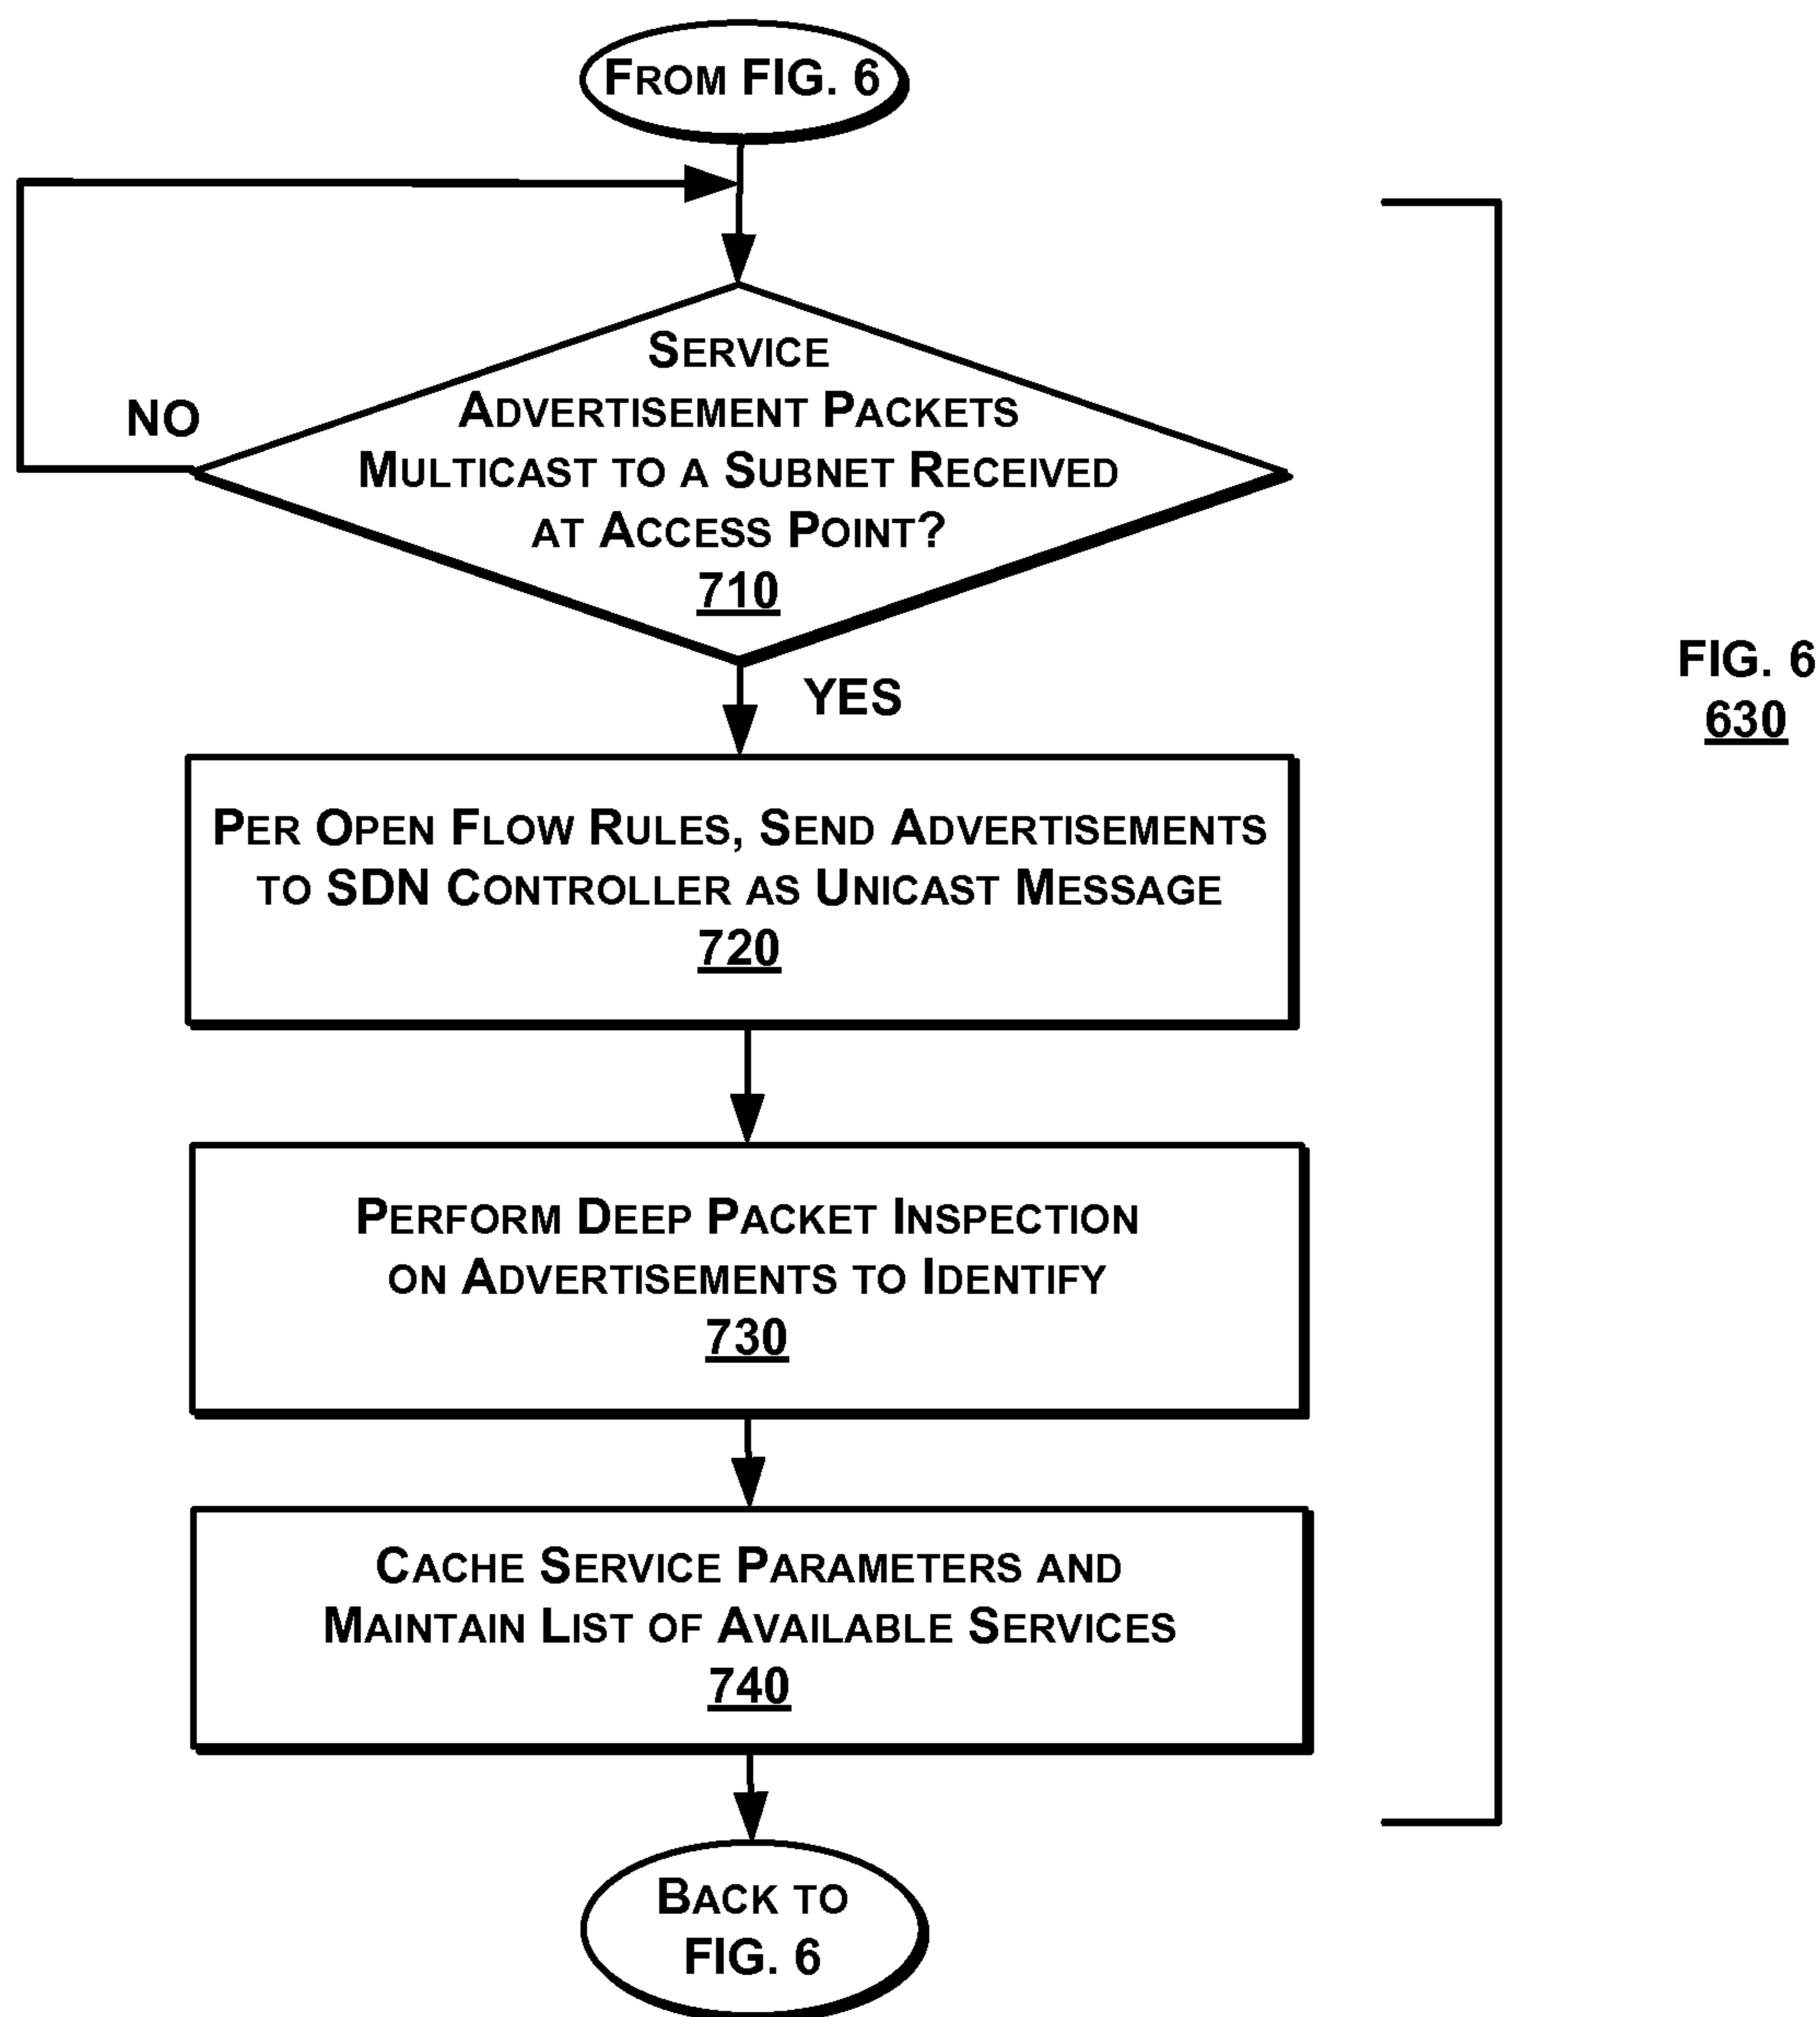 FROM FIG. 6
SERVICE
ADVERTISEMENT PACKETS
MULTICAST TO A SUBNET RECEIVED
AT ACCESS POINT?
710
NO
YES
FIG. 6
630
PER OPEN FLOW RULES, SEND ADVERTISEMENTS
TO SDN CONTROLLER AS UNICAST MESSAGE
720
PERFORM DEEP PACKET INSPECTION
ON ADVERTISEMENTS TO IDENTIFY
730
CACHE SERVICE PARAMETERS AND
MAINTAIN LIST OF AVAILABLE SERVICES
740
BACK TO
FIG. 6